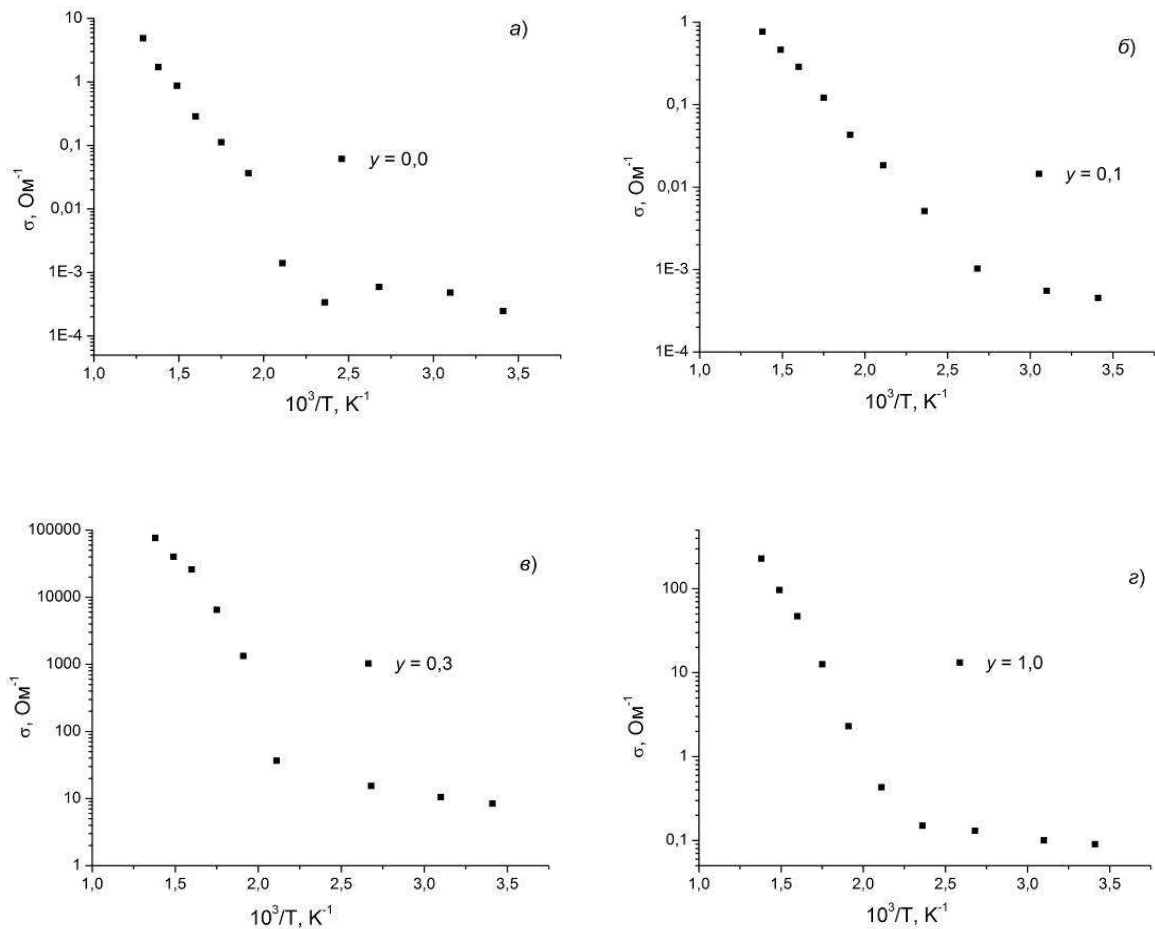 а)
10
1
0,1
0,01
1E-3
1E-4
σ, Ом⁻¹
y = 0,0
1,0 1,5 2,0 2,5 3,0 3,5
10³/T, K⁻¹
б)
1
0,1
0,01
1E-3
1E-4
σ, Ом⁻¹
y = 0,1
1,0 1,5 2,0 2,5 3,0 3,5
10³/T, K⁻¹
в)
100000
10000
1000
100
10
1
σ, Ом⁻¹
y = 0,3
1,0 1,5 2,0 2,5 3,0 3,5
10³/T, K⁻¹
г)
100
10
1
0,1
σ, Ом⁻¹
y = 1,0
1,0 1,5 2,0 2,5 3,0 3,5
10³/T, K⁻¹